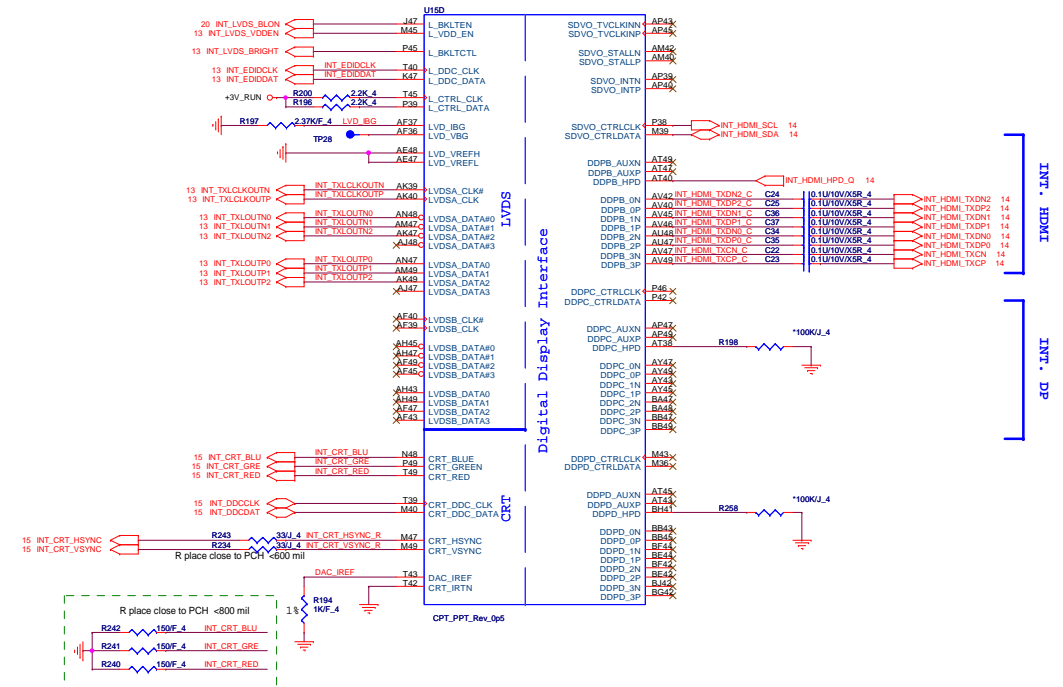 U15D
20 INT_LVDS_BLON J47 L_BKLTEN
13 INT_LVDS_VDDEN M45 L_VDD_EN
13 INT_LVDS_BRIGHT P45 L_BKLTCTL
13 INT_EDIDCLK INT_EDIDCLK T40 L_DDC_CLK
13 INT_EDIDDAT INT_EDIDDAT K47 L_DDC_DATA
+3V_RUN R200 2.2K_4 T45 L_CTRL_CLK
R196 2.2K_4 P39 L_CTRL_DATA
R197 2.37K/F_4 LVD_IBG AF37 LVD_IBG
TP28 AF36 LVD_VBG
AE48 LVD_VREFH
AE47 LVD_VREFL
13 INT_TXLCLKOUTN INT_TXLCLKOUTN AK39 LVDSA_CLK#
13 INT_TXLCLKOUTP INT_TXLCLKOUTP AK40 LVDSA_CLK
13 INT_TXLOUTN0 INT_TXLOUTN0 AN48 LVDSA_DATA#0
13 INT_TXLOUTN1 INT_TXLOUTN1 AM47 LVDSA_DATA#1
13 INT_TXLOUTN2 INT_TXLOUTN2 AK47 LVDSA_DATA#2
AJ48 LVDSA_DATA#3
13 INT_TXLOUTP0 INT_TXLOUTP0 AN47 LVDSA_DATA0
13 INT_TXLOUTP1 INT_TXLOUTP1 AM49 LVDSA_DATA1
13 INT_TXLOUTP2 INT_TXLOUTP2 AK49 LVDSA_DATA2
AJ47 LVDSA_DATA3
AF40 LVDSB_CLK#
AF39 LVDSB_CLK
AH45 LVDSB_DATA#0
AH47 LVDSB_DATA#1
AF49 LVDSB_DATA#2
AF45 LVDSB_DATA#3
AH43 LVDSB_DATA0
AH49 LVDSB_DATA1
AF47 LVDSB_DATA2
AF43 LVDSB_DATA3
15 INT_CRT_BLU INT_CRT_BLU N48 CRT_BLUE
15 INT_CRT_GRE INT_CRT_GRE P49 CRT_GREEN
15 INT_CRT_RED INT_CRT_RED T49 CRT_RED
15 INT_DDCCLK T39 CRT_DDC_CLK
15 INT_DDCDAT M40 CRT_DDC_DATA
15 INT_CRT_HSYNC R243 33/J_4 INT_CRT_HSYNC_R M47 CRT_HSYNC
15 INT_CRT_VSYNC R234 33/J_4 INT_CRT_VSYNC_R M49 CRT_VSYNC
R place close to PCH <600 mil
DAC_IREF T43 DAC_IREF
T42 CRT_IRTN
R194
1% 1K/F_4
R place close to PCH <800 mil
R242 150/F_4 INT_CRT_BLU
R241 150/F_4 INT_CRT_GRE
R240 150/F_4 INT_CRT_RED
LVDS
CRT
Digital Display Interface
SDVO_TVCLKINN AP43
SDVO_TVCLKINP AP45
SDVO_STALLN AM42
SDVO_STALLP AM40
SDVO_INTN AP39
SDVO_INTP AP40
SDVO_CTRLCLK P38 INT_HDMI_SCL 14
SDVO_CTRLDATA M39 INT_HDMI_SDA 14
DDPB_AUXN AT49
DDPB_AUXP AT47
DDPB_HPD AT40 INT_HDMI_HPD_Q 14
DDPB_0N AV42 INT_HDMI_TXDN2_C C24 0.1U/10V/X5R_4 INT_HDMI_TXDN2 14
DDPB_0P AV40 INT_HDMI_TXDP2_C C25 0.1U/10V/X5R_4 INT_HDMI_TXDP2 14
DDPB_1N AV45 INT_HDMI_TXDN1_C C36 0.1U/10V/X5R_4 INT_HDMI_TXDN1 14
DDPB_1P AV46 INT_HDMI_TXDP1_C C37 0.1U/10V/X5R_4 INT_HDMI_TXDP1 14
DDPB_2N AU48 INT_HDMI_TXDN0_C C34 0.1U/10V/X5R_4 INT_HDMI_TXDN0 14
DDPB_2P AU47 INT_HDMI_TXDP0_C C35 0.1U/10V/X5R_4 INT_HDMI_TXDP0 14
DDPB_3N AV47 INT_HDMI_TXCN_C C22 0.1U/10V/X5R_4 INT_HDMI_TXCN 14
DDPB_3P AV49 INT_HDMI_TXCP_C C23 0.1U/10V/X5R_4 INT_HDMI_TXCP 14
INT. HDMI
DDPC_CTRLCLK P46
DDPC_CTRLDATA P42
DDPC_AUXN AP47
DDPC_AUXP AP49
DDPC_HPD AT38 R198 *100K/J_4
DDPC_0N AY47
DDPC_0P AY49
DDPC_1N AY43
DDPC_1P AY45
DDPC_2N BA47
DDPC_2P BA48
DDPC_3N BB47
DDPC_3P BB49
INT. DP
DDPD_CTRLCLK M43
DDPD_CTRLDATA M36
DDPD_AUXN AT45
DDPD_AUXP AT43
DDPD_HPD BH41 R258 *100K/J_4
DDPD_0N BB43
DDPD_0P BB45
DDPD_1N BF44
DDPD_1P BE44
DDPD_2N BF42
DDPD_2P BE42
DDPD_3N BJ42
DDPD_3P BG42
CPT_PPT_Rev_0p5